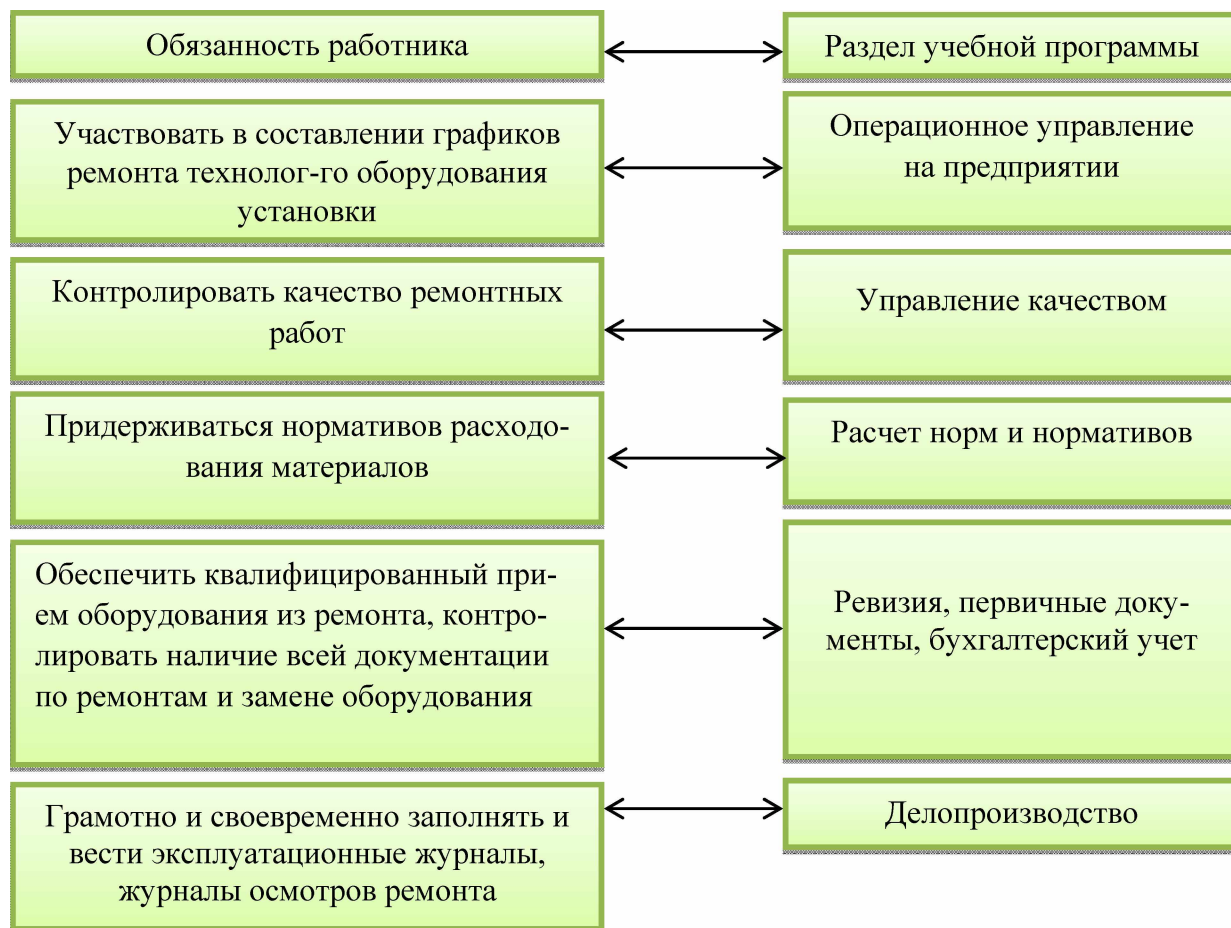 Обязанность работника
Раздел учебной программы
Участвовать в составлении графиков
ремонта технолог-го оборудования
установки
Операционное управление
на предприятии
Контролировать качество ремонтных
работ
Управление качеством
Придерживаться нормативов расходо-
вания материалов
Расчет норм и нормативов
Обеспечить квалифицированный при-
ем оборудования из ремонта, контро-
лировать наличие всей документации
по ремонтам и замене оборудования
Ревизия, первичные доку-
менты, бухгалтерский учет
Грамотно и своевременно заполнять и
вести эксплуатационные журналы,
журналы осмотров ремонта
Делопроизводство